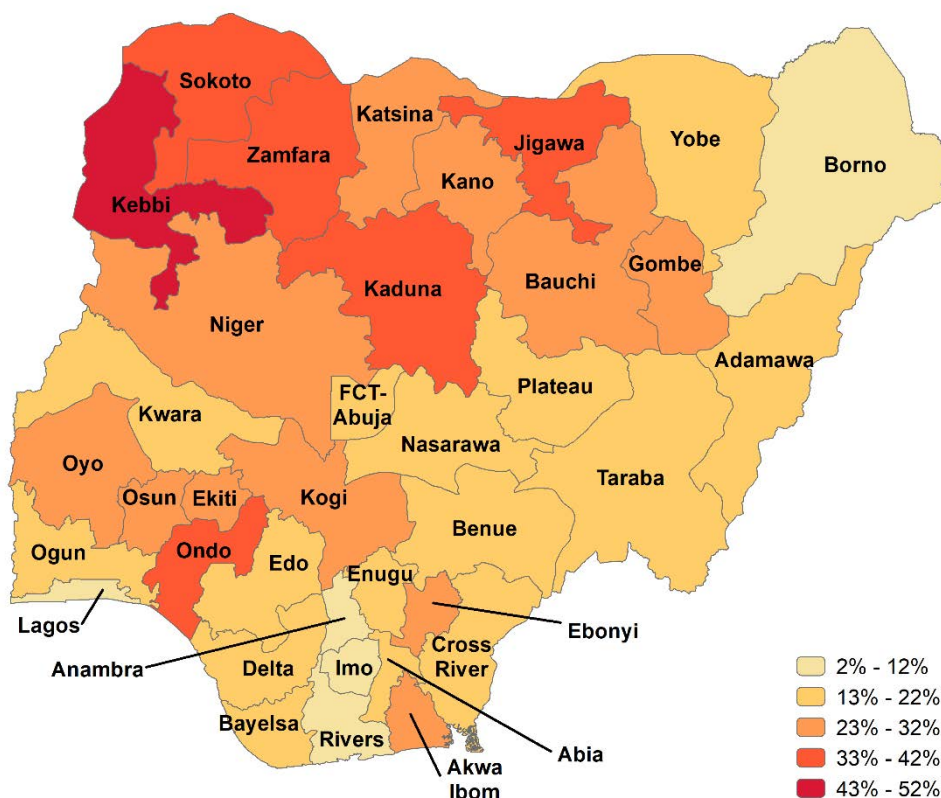 Sokoto
Katsina
Jigawa
Yobe
Zamfara
Borno
Kano
Kebbi
Gombe
Bauchi
Kaduna
Niger
Adamawa
Plateau
FCT-
Abuja
Kwara
Nasarawa
Taraba
Oyo
Kogi
Osun
Ekiti
Benue
Ondo
Ogun
Edo
Enugu
Lagos
Ebonyi
Cross
River
Anambra
Delta
Imo
Bayelsa
Rivers
Abia
Akwa
Ibom
2% - 12%
13% - 22%
23% - 32%
33% - 42%
43% - 52%